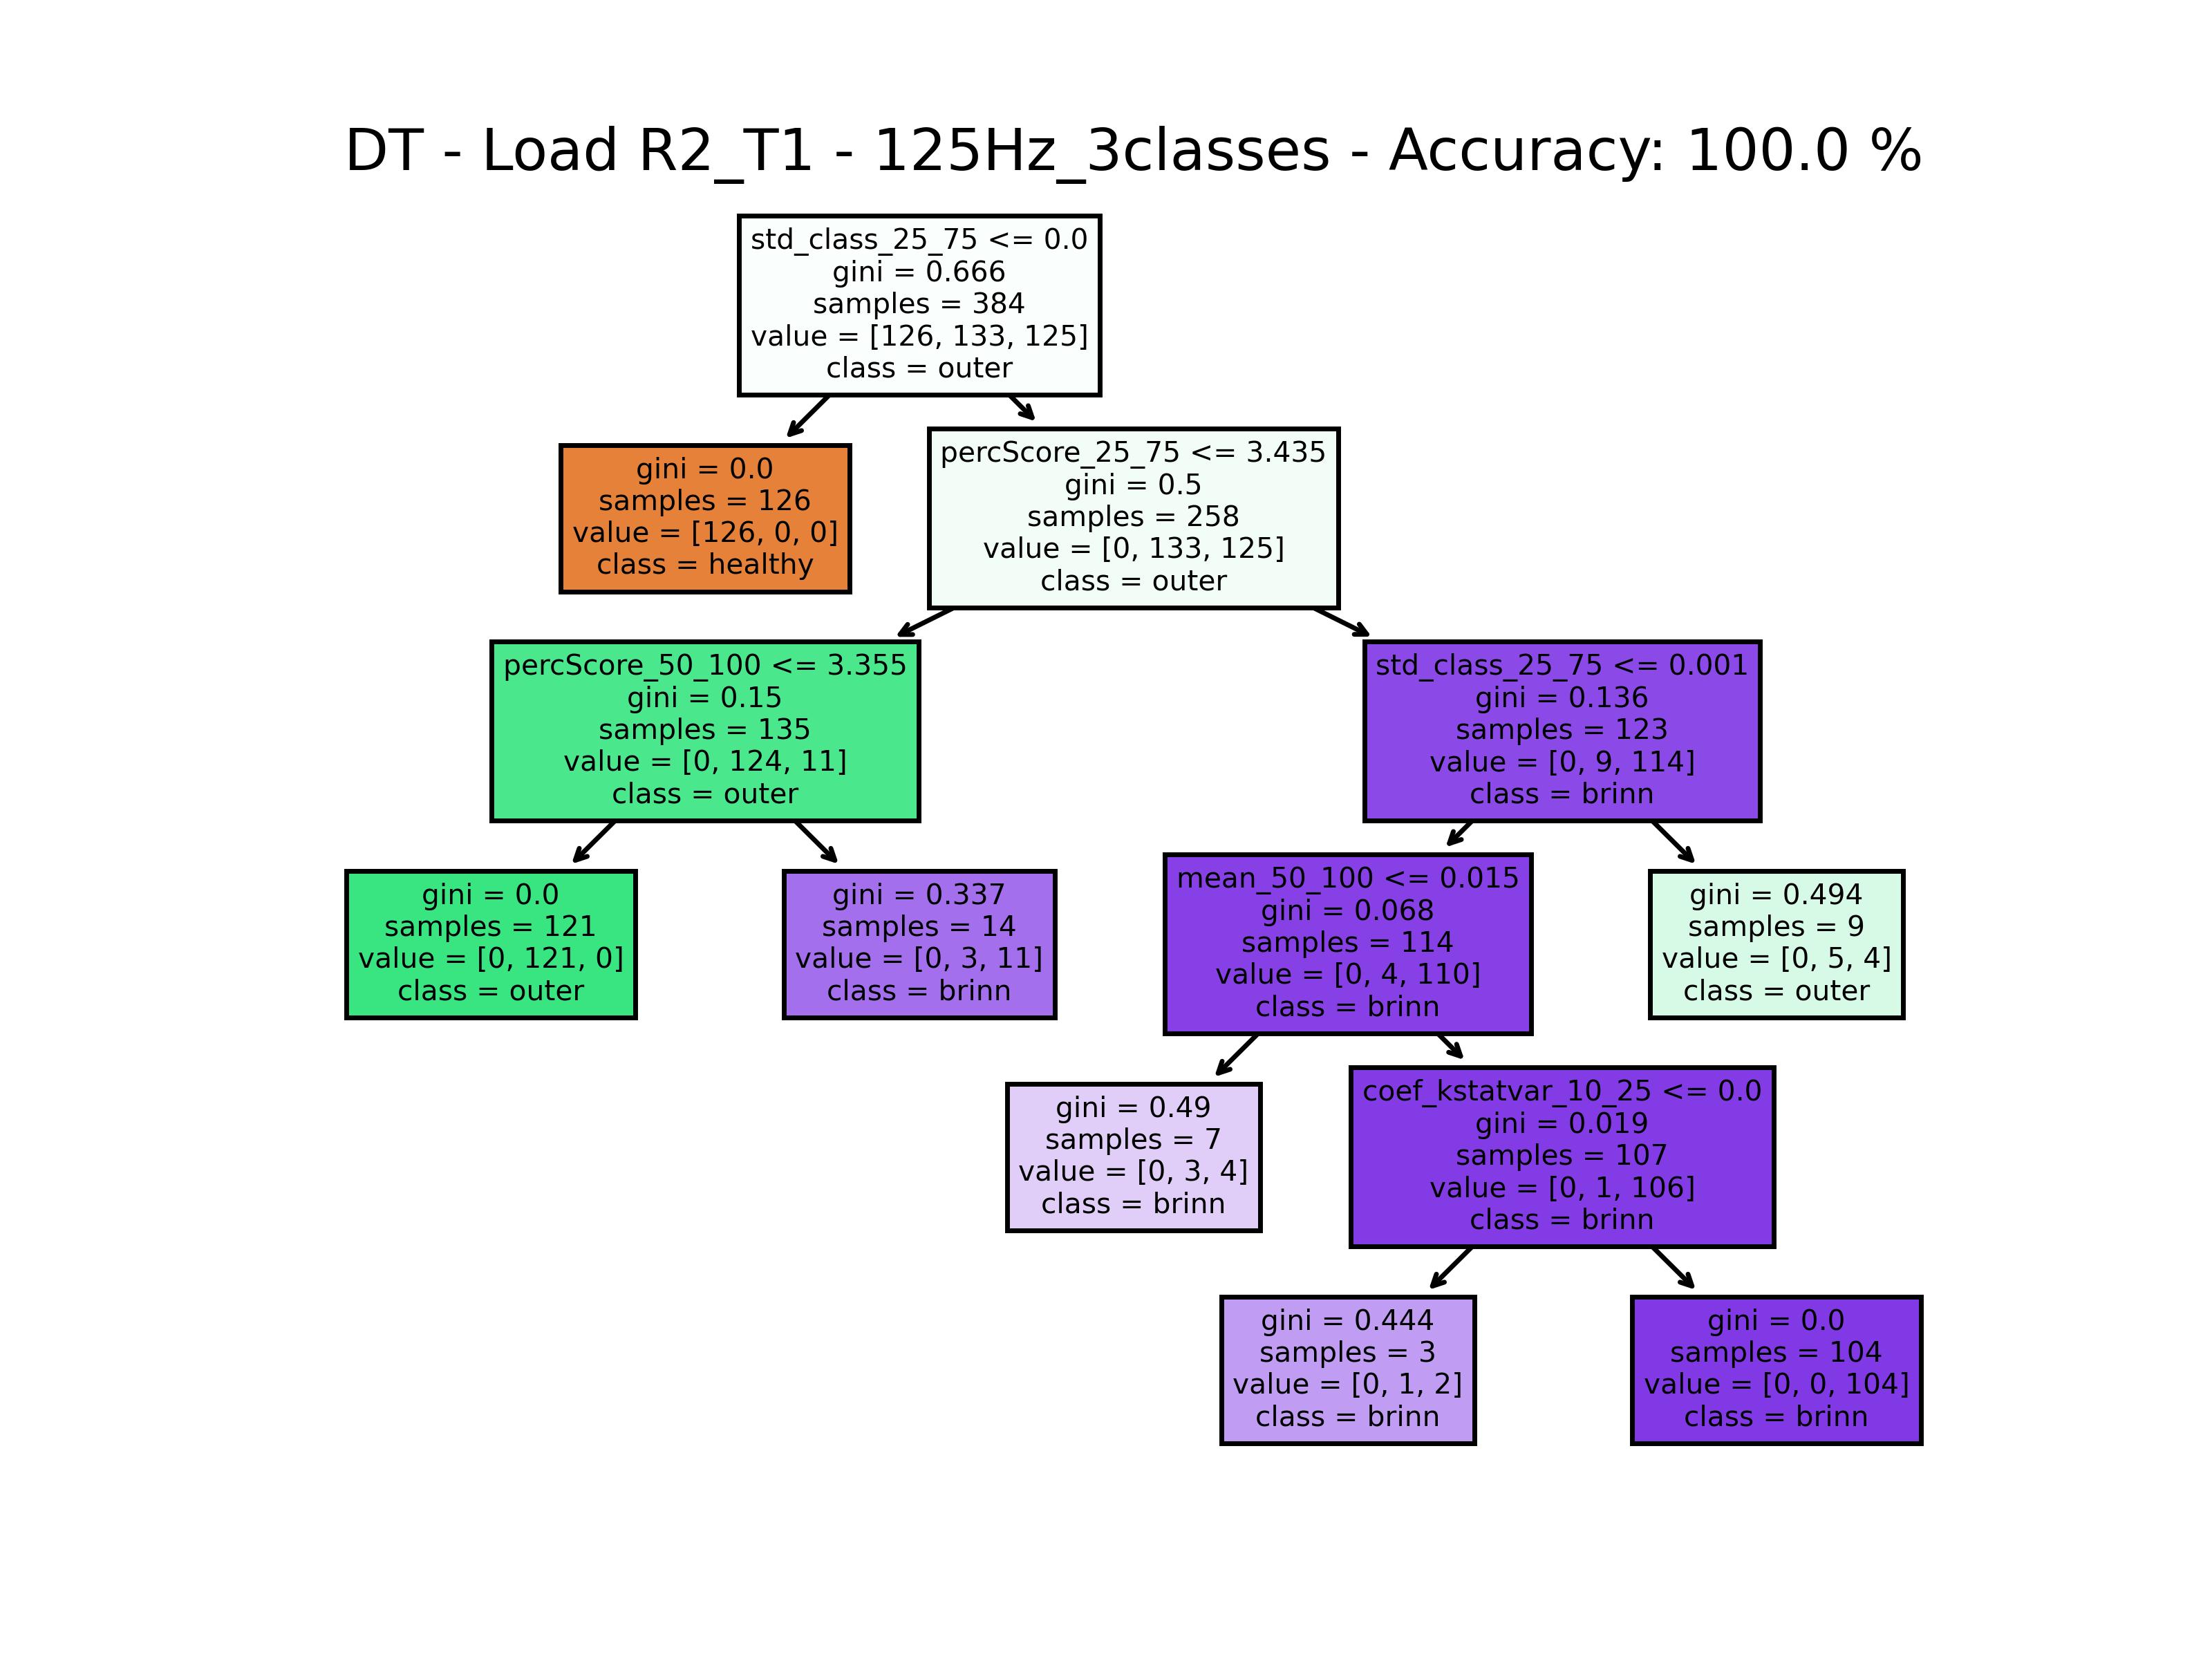 DT - Load R2_T1 - 125Hz_3classes - Accuracy: 100.0 %
std_class_25_75 <= 0.0
gini = 0.666
samples = 384
value = [126, 133, 125]
class = outer
gini = 0.0
samples = 126
value = [126, 0, 0]
class = healthy
percScore_25_75 <= 3.435
gini = 0.5
samples = 258
value = [0, 133, 125]
class = outer
percScore_50_100 <= 3.355
gini = 0.15
samples = 135
value = [0, 124, 11]
class = outer
std_class_25_75 <= 0.001
gini = 0.136
samples = 123
value = [0, 9, 114]
class = brinn
gini = 0.0
samples = 121
value = [0, 121, 0]
class = outer
gini = 0.337
samples = 14
value = [0, 3, 11]
class = brinn
mean_50_100 <= 0.015
gini = 0.068
samples = 114
value = [0, 4, 110]
class = brinn
gini = 0.494
samples = 9
value = [0, 5, 4]
class = outer
gini = 0.49
samples = 7
value = [0, 3, 4]
class = brinn
coef_kstatvar_10_25 <= 0.0
gini = 0.019
samples = 107
value = [0, 1, 106]
class = brinn
gini = 0.444
samples = 3
value = [0, 1, 2]
class = brinn
gini = 0.0
samples = 104
value = [0, 0, 104]
class = brinn